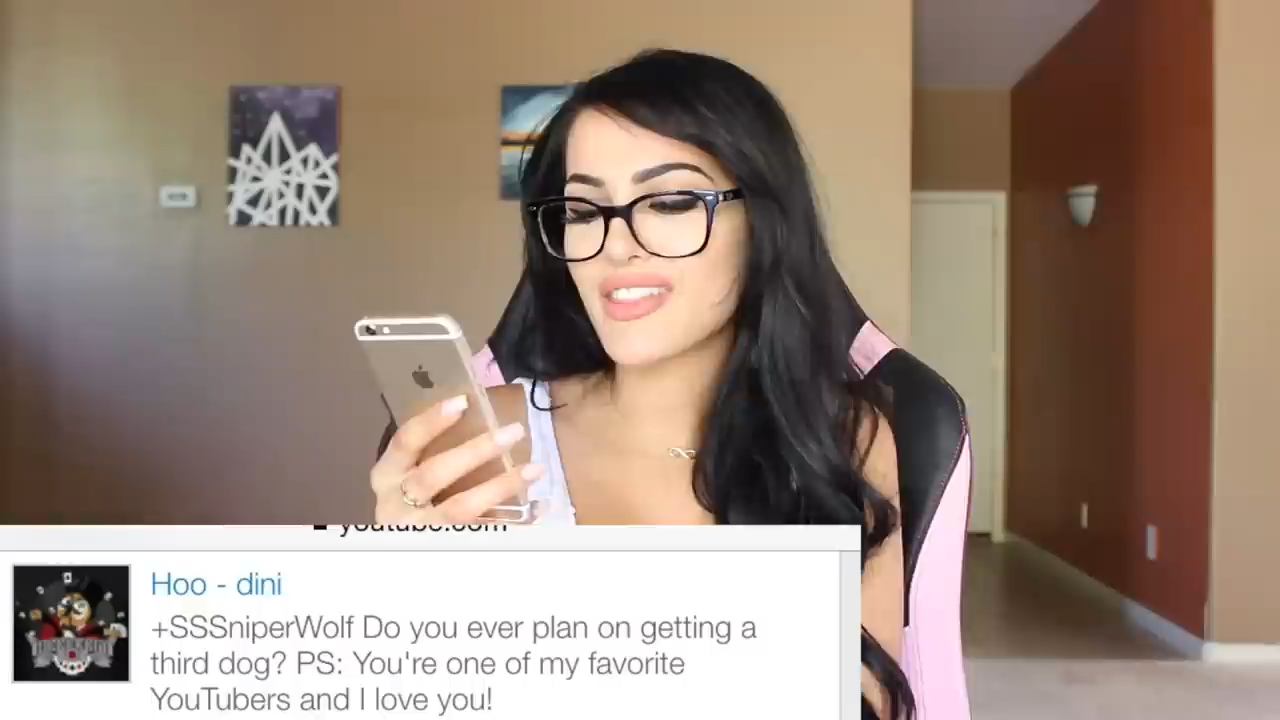 youtube.com
Hoo - dini
+SSSniperWolf Do you ever plan on getting a
third dog? PS: You're one of my favorite
YouTubers and I love you!